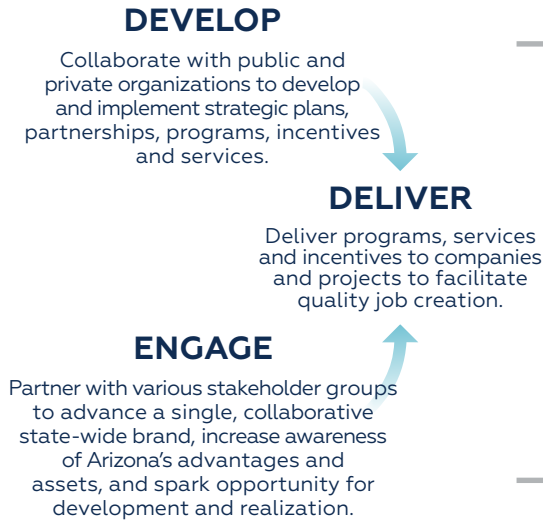 DEVELOP
Collaborate with public and
private organizations to develop
and implement strategic plans,
partnerships, programs, incentives
and services.
DELIVER
Deliver programs, services
and incentives to companies
and projects to facilitate
quality job creation.
ENGAGE
Partner with various stakeholder groups
to advance a single, collaborative
state-wide brand, increase awareness
of Arizona’s advantages and
assets, and spark opportunity for
development and realization.